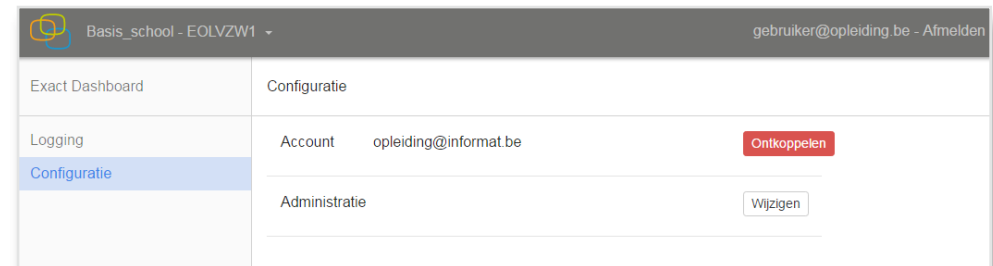 Basis_school - EOLVZW1
gebruiker@opleiding.be - Afmelden
Exact Dashboard
Configuratie
Logging
Configuratie
Account opleiding@informat.be Ontkoppelen
Administratie Wijzigen